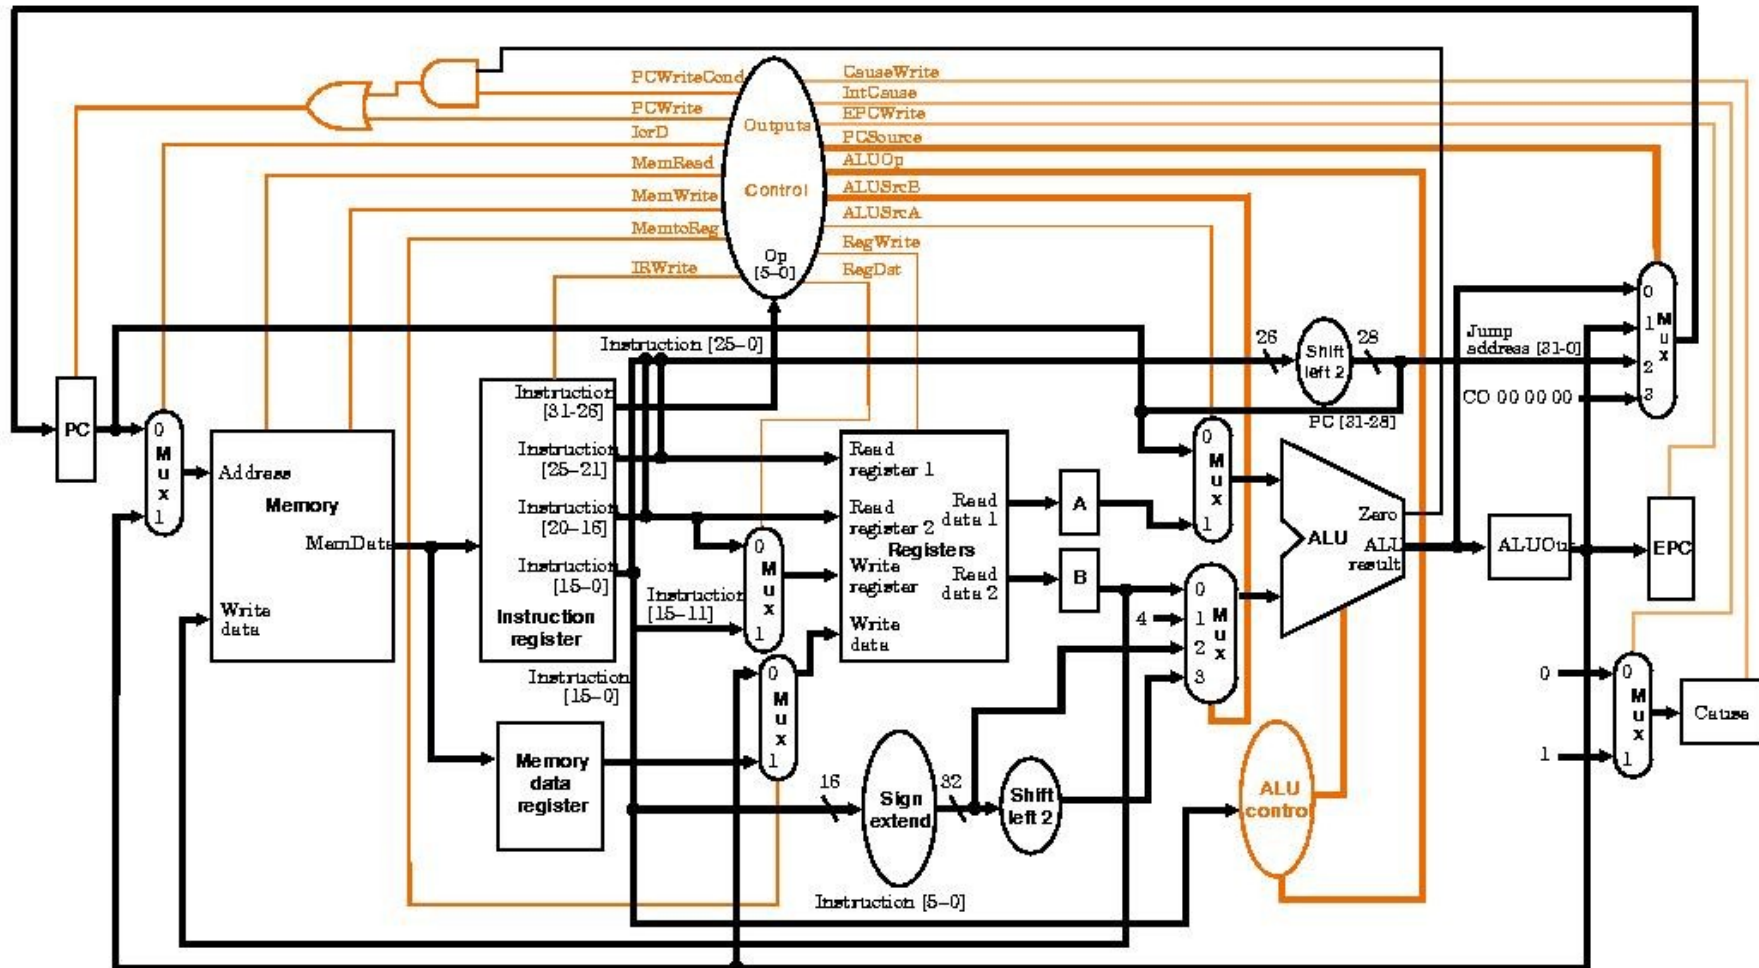 PCWriteCond
PCWrite
IorD
MemRead
MemWrite
MemtoReg
IRWrite
Outputs
Control
Op
[5–0]
CauseWrite
IntCause
EPCWrite
PCSource
ALUOp
ALUSrcB
ALUSrcA
RegWrite
RegDst
Instruction [25–0]
26
Shift
left 2
28
Jump
address [31-0]
CO 00 00 00
PC [31-28]
0
1
2
3
M
u
x
PC
0
M
u
x
1
Address
Memory
MemData
Write
data
Instruction
[31-26]
Instruction
[25–21]
Instruction
[20–16]
Instruction
[15–0]
Instruction
register
Instruction
[15–11]
Instruction
[15–0]
Memory
data
register
0
M
u
x
1
0
M
u
x
1
Read
register 1
Read
register 2
Registers
Write
register
Write
data
Read
data 1
Read
data 2
A
B
0
M
u
x
1
4
0
1
2
3
M
u
x
Zero
ALU
ALU
result
ALUOut
EPC
0
1
0
M
u
x
1
Cause
16
Sign
extend
32
Shift
left 2
ALU
control
Instruction [5–0]